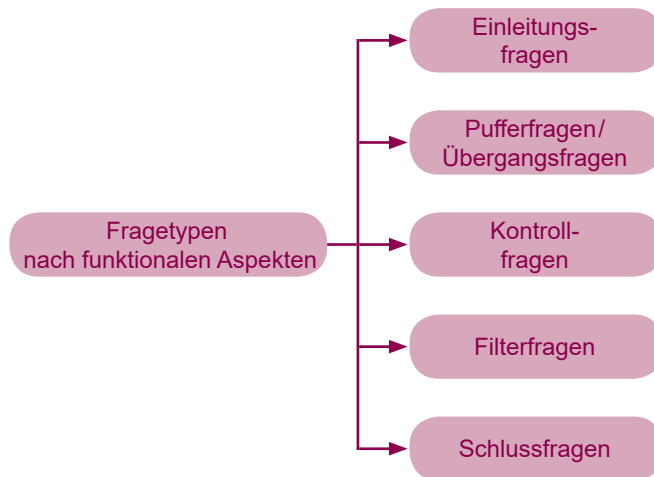 Einleitungs-
fragen
Pufferfragen/
Übergangsfragen
Fragetypen
nach funktionalen Aspekten
Kontroll-
fragen
Filterfragen
Schlussfragen